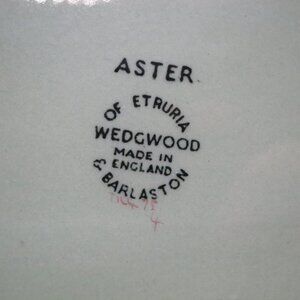 ASTER
OF ETRURIA
WEDGWOOD
MADE IN
ENGLAND
& BARLASTON